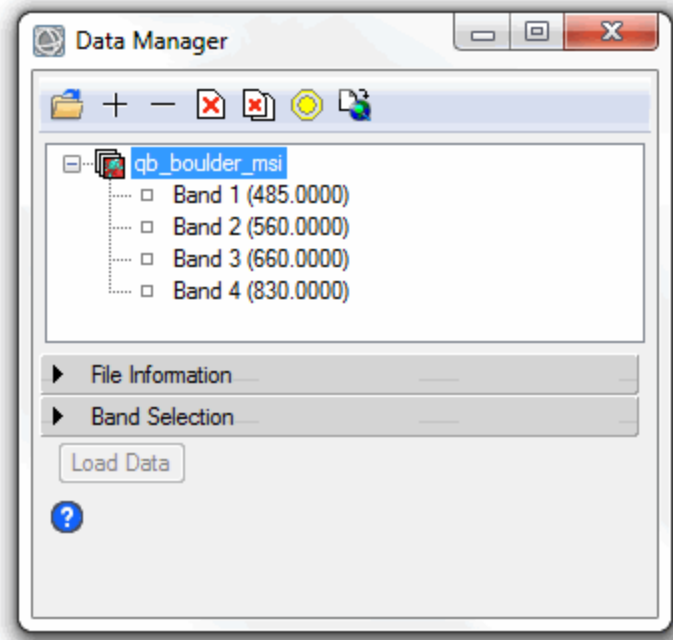 Data Manager
qb_boulder_msi
Band 1 (485.0000)
Band 2 (560.0000)
Band 3 (660.0000)
Band 4 (830.0000)
File Information
Band Selection
Load Data